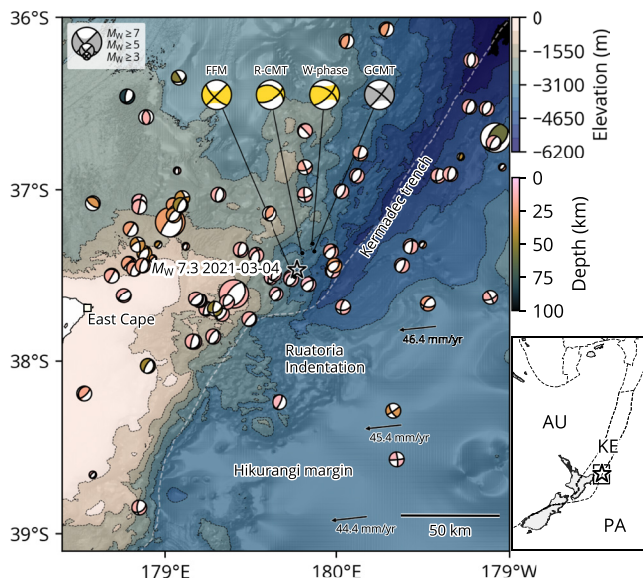 36°S
37°S
38°S
39°S
179°E
180°E
179°W
Mw ≥ 7
Mw ≥ 5
Mw ≥ 3
FFM
R-CMT
W-phase
GCMT
Kermadec trench
Mw 7.3 2021-03-04
East Cape
Ruatoria
Indentation
Hikurangi margin
46.4 mm/yr
45.4 mm/yr
44.4 mm/yr
50 km
0
−1550
−3100
−4650
−6200
Elevation (m)
0
25
50
75
100
Depth (km)
AU
KE
PA